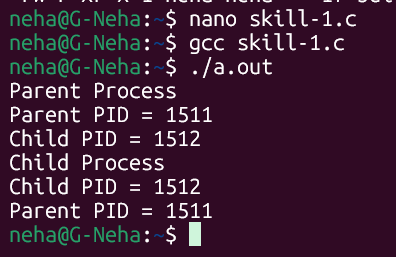 neha@G-Neha:~$ nano skill-1.c
neha@G-Neha:~$ gcc skill-1.c
neha@G-Neha:~$ ./a.out
Parent Process
Parent PID = 1511
Child PID = 1512
Child Process
Child PID = 1512
Parent PID = 1511
neha@G-Neha:~$